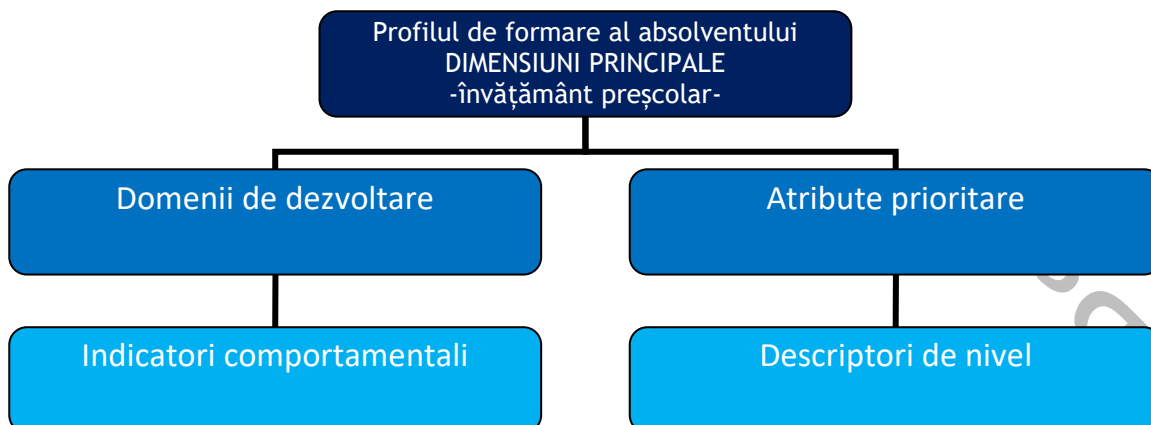 Profilul de formare al absolventului
DIMENSIUNI PRINCIPALE
-învățământ preșcolar-
Domenii de dezvoltare
Atribute prioritare
Indicatori comportamentali
Descriptori de nivel